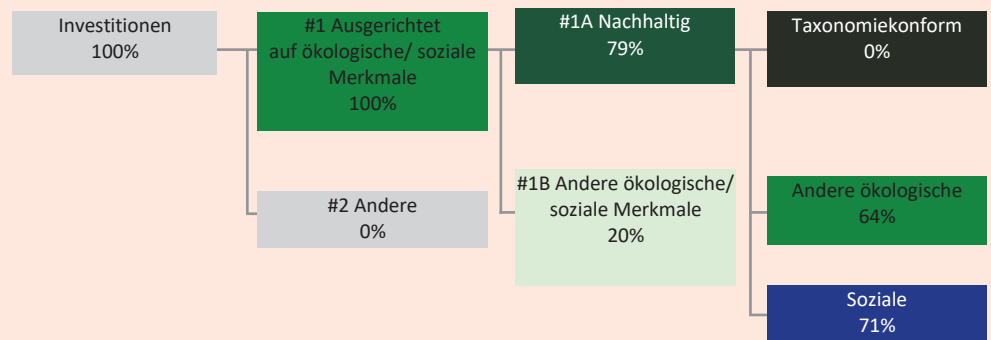 Investitionen
100%
#1 Ausgerichtet
auf ökologische/ soziale
Merkmale
100%
#2 Andere
0%
#1A Nachhaltig
79%
#1B Andere ökologische/
soziale Merkmale
20%
Taxonomiekonform
0%
Andere ökologische
64%
Soziale
71%